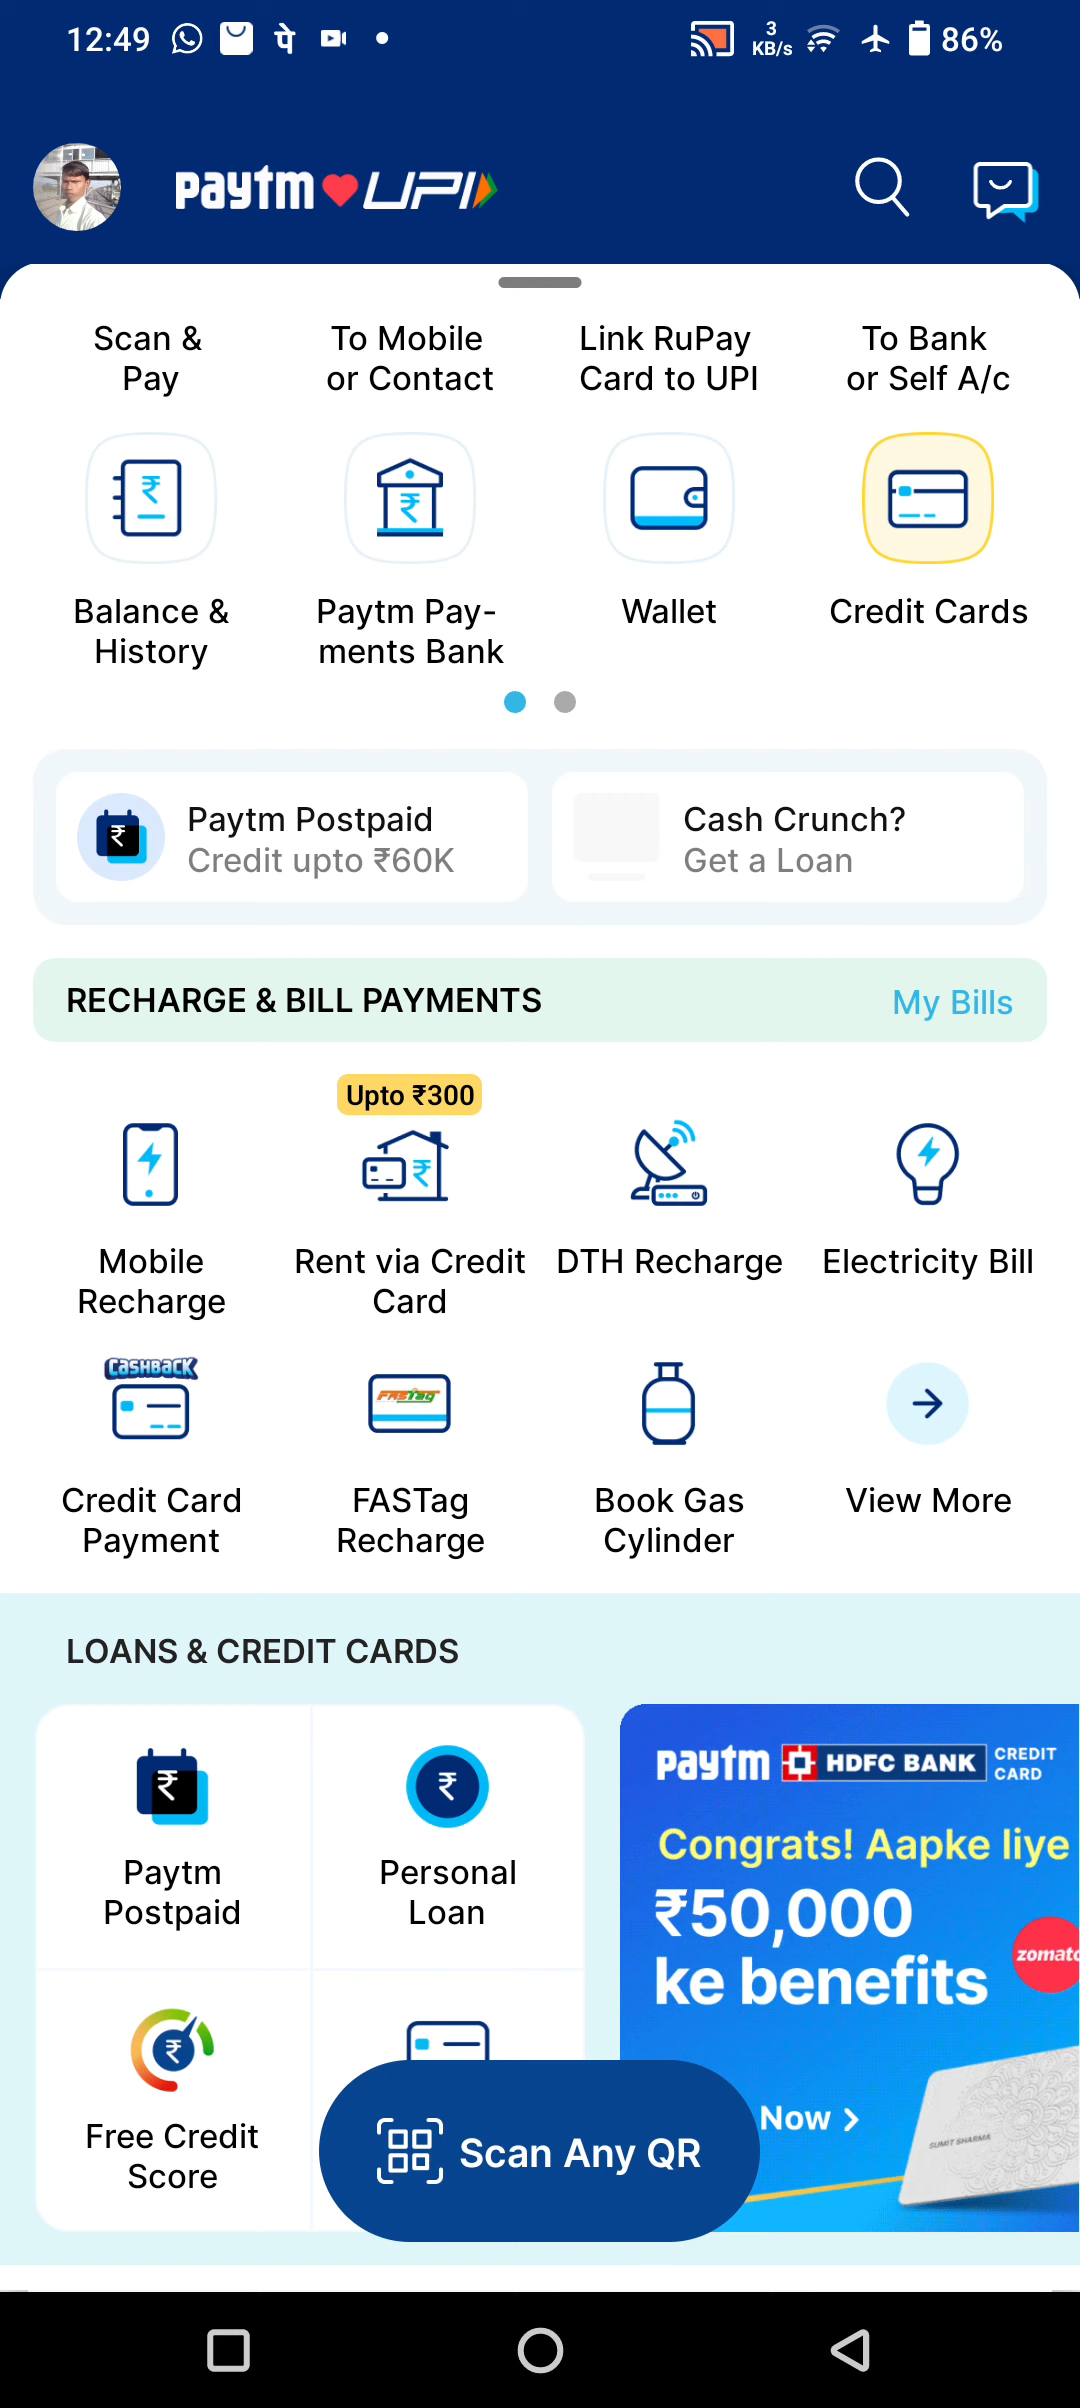 12:49 पे 3 KB/s 86%
paytm UPI
Scan & Pay
To Mobile or Contact
Link RuPay Card to UPI
To Bank or Self A/c
₹
₹
Balance & History
Paytm Pay-
ments Bank
Wallet
Credit Cards
₹
Paytm Postpaid
Credit upto ₹60K
Cash Crunch?
Get a Loan
RECHARGE & BILL PAYMENTS
My Bills
Upto ₹300
₹
Mobile Recharge
Rent via Credit Card
DTH Recharge
Electricity Bill
CASHBACK
FASTag
Credit Card Payment
FASTag Recharge
Book Gas Cylinder
View More
LOANS & CREDIT CARDS
₹
₹
Paytm Postpaid
Personal Loan
₹
Free Credit Score
paytm HDFC BANK CREDIT CARD
Congrats! Aapke liye
₹50,000
ke benefits
zomato
Now
SUMIT SHARMA
Scan Any QR